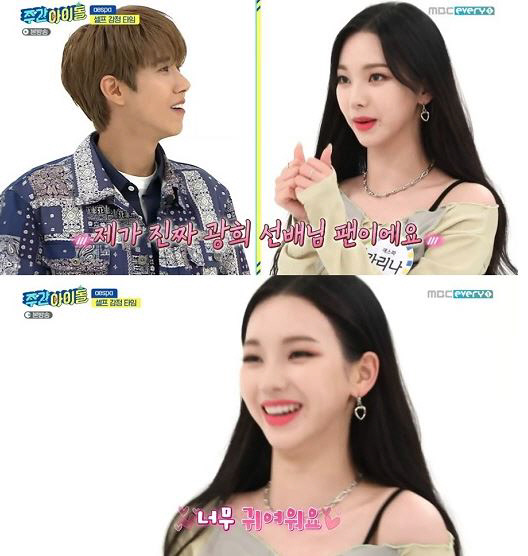 주간아이돌
aespa
셀프 감정 타임
본방송
MBC every1
제가 진짜 광희 선배님 팬이에요
에스파
카리나
주간아이돌
aespa
셀프 감정 타임
본방송
MBC every1
너무 귀여워요